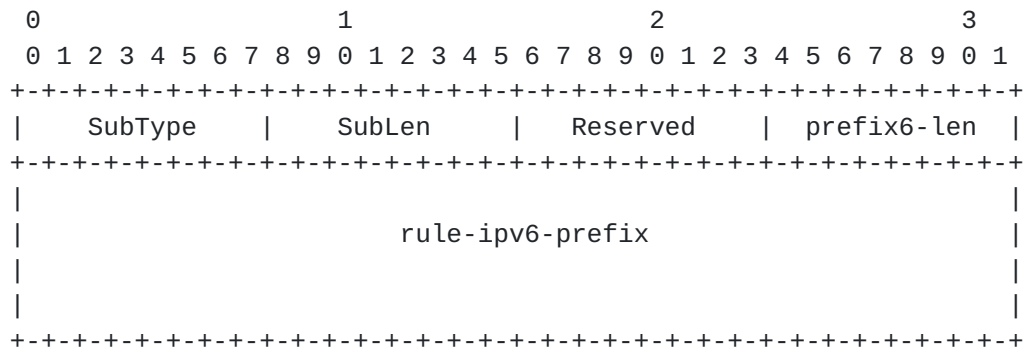 0                   1                   2                   3
 0 1 2 3 4 5 6 7 8 9 0 1 2 3 4 5 6 7 8 9 0 1 2 3 4 5 6 7 8 9 0 1
+-+-+-+-+-+-+-+-+-+-+-+-+-+-+-+-+-+-+-+-+-+-+-+-+-+-+-+-+-+-+-+-+
|    SubType    |    SubLen     |   Reserved    |  prefix6-len  |
+-+-+-+-+-+-+-+-+-+-+-+-+-+-+-+-+-+-+-+-+-+-+-+-+-+-+-+-+-+-+-+-+
|                                                               |
|                        rule-ipv6-prefix                       |
|                                                               |
|                                                               |
+-+-+-+-+-+-+-+-+-+-+-+-+-+-+-+-+-+-+-+-+-+-+-+-+-+-+-+-+-+-+-+-+